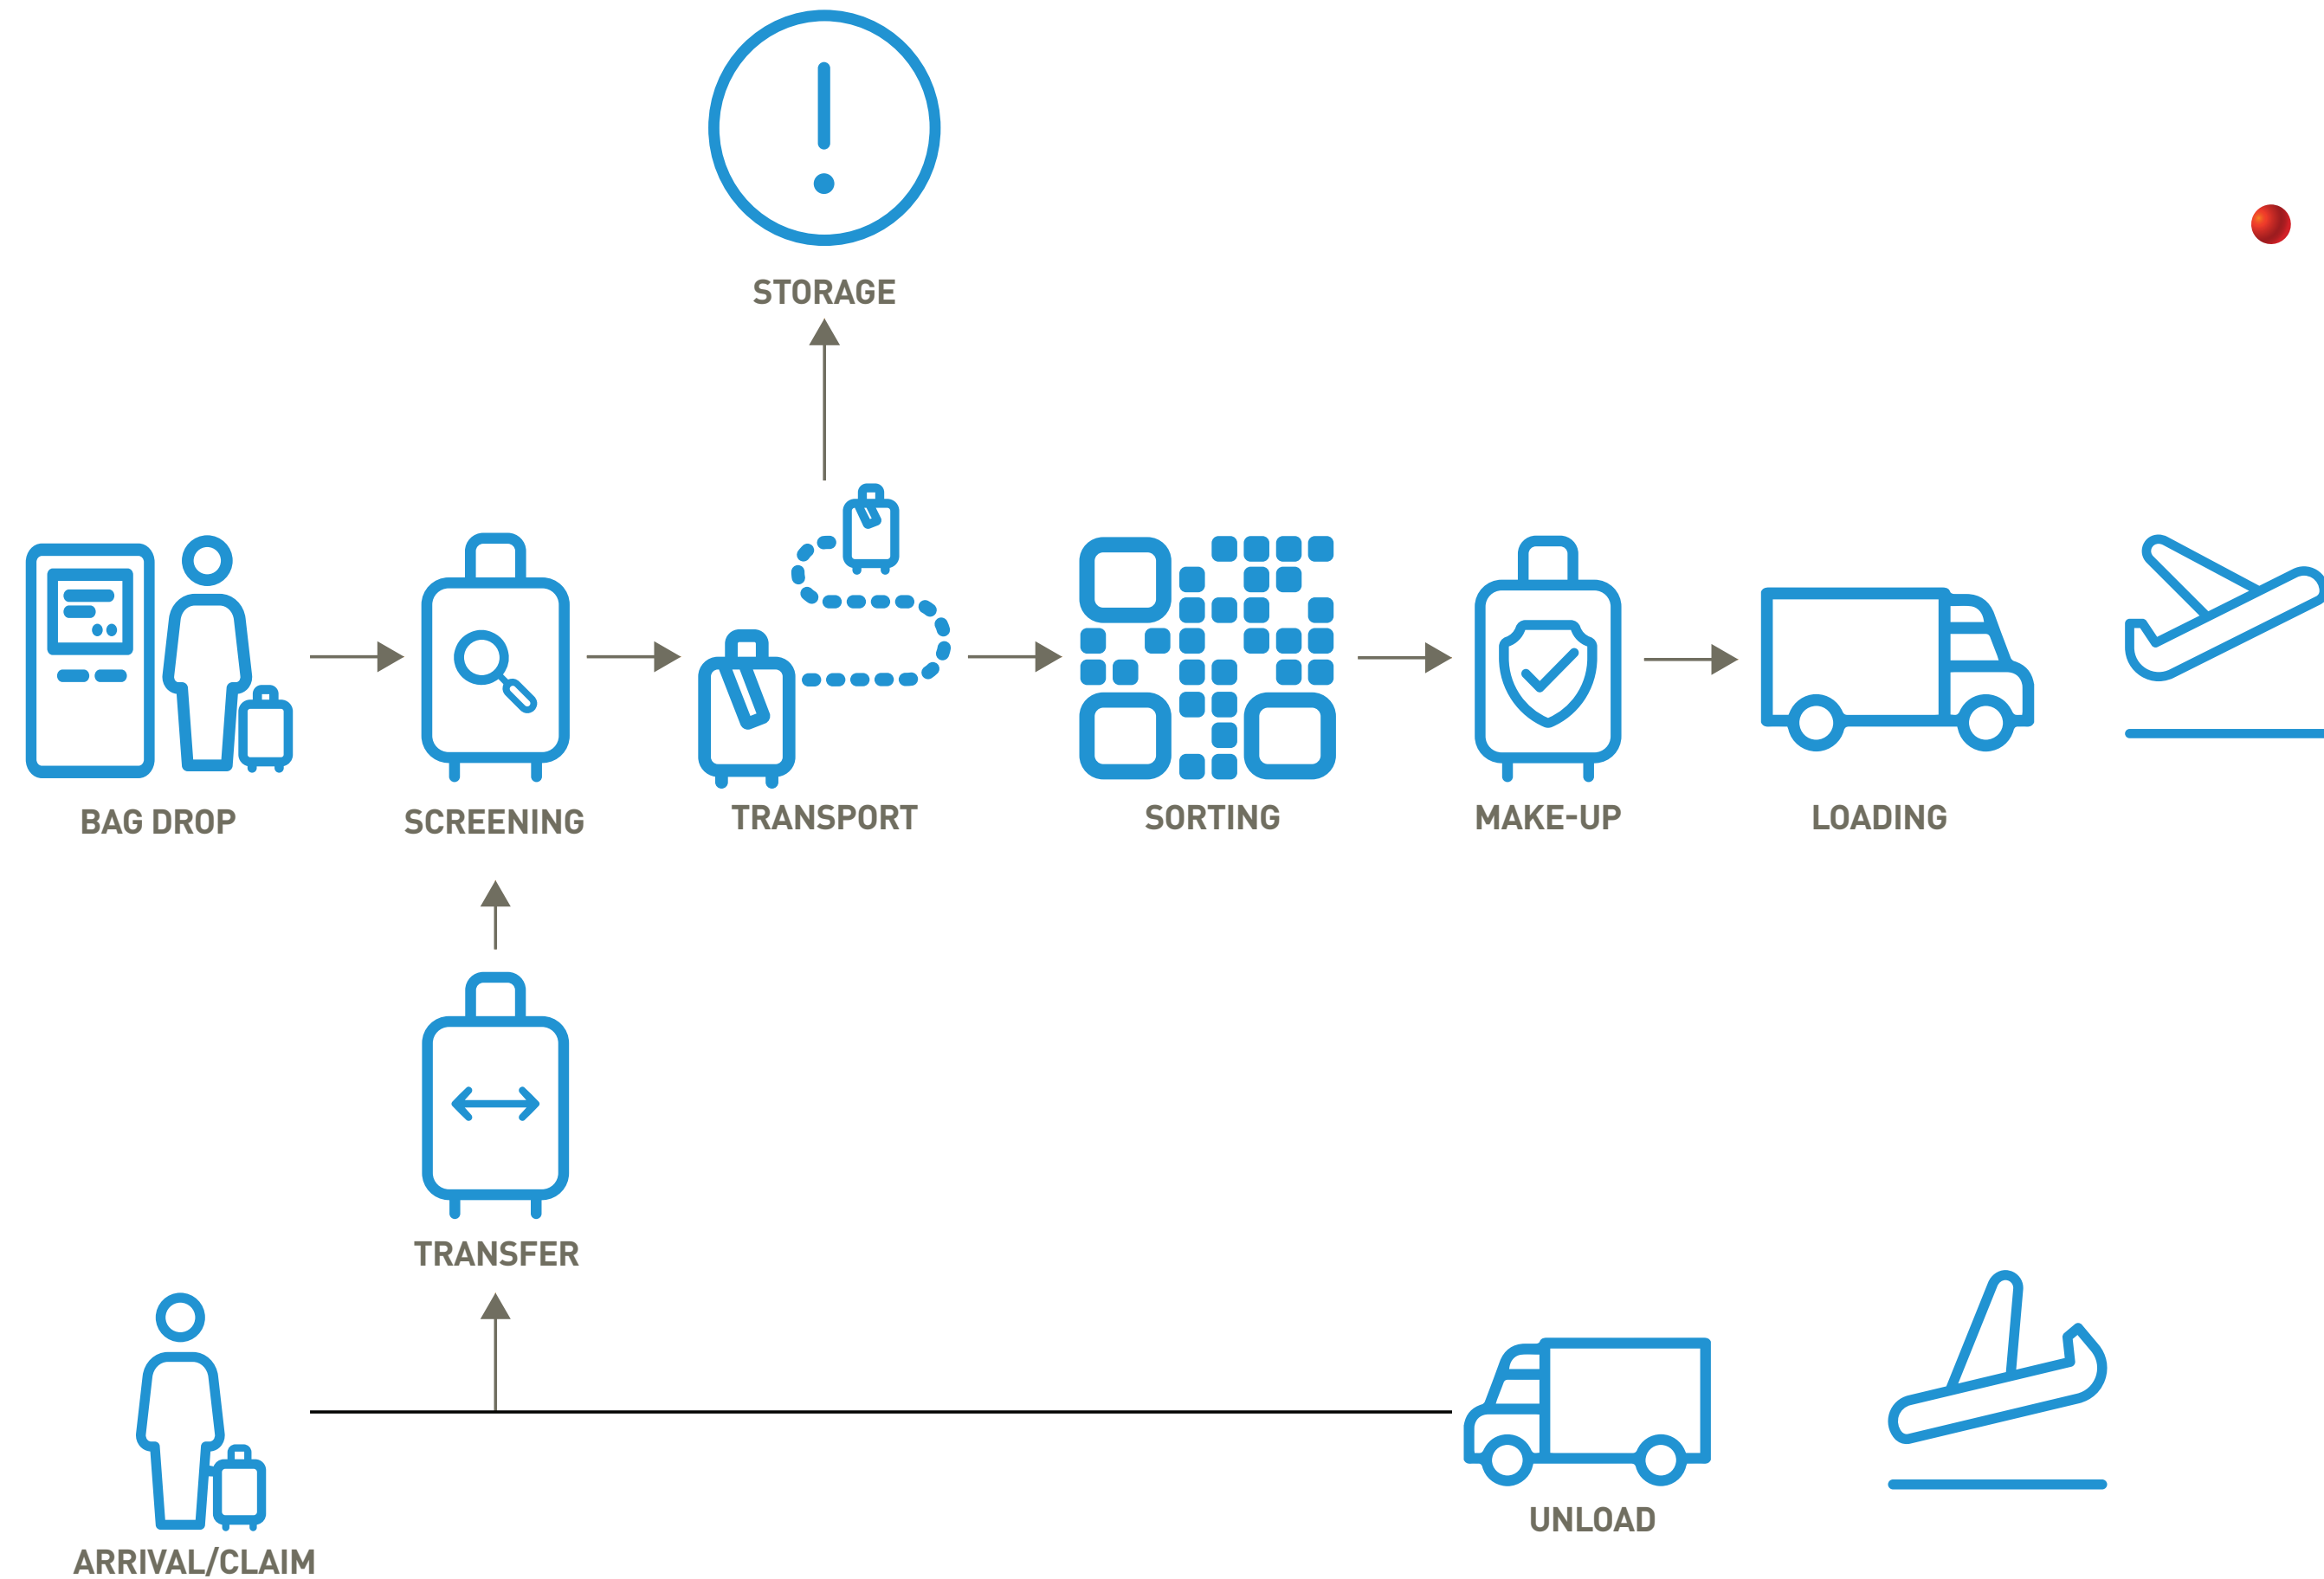 STORAGE
BAG DROP
SCREENING
TRANSPORT
SORTING
MAKE-UP
LOADING
TRANSFER
UNLOAD
ARRIVAL/CLAIM